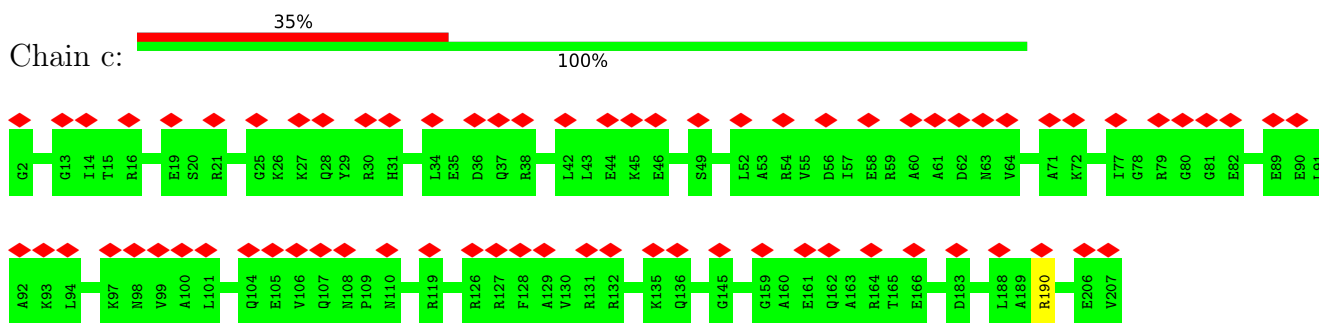 35%
Chain c:
100%
G2 G13 I14 T15 R16 E19 S20 R21 G25 K26 K27 Q28 Y29 R30 H31 L34 E35 D36 Q37 R38 L42 L43 E44 K45 E46 S49 L52 A53 R54 V55 D56 I57 E58 R59 A60 A61 D62 N63 V64 A71 K72 I77 G78 R79 G80 G81 E82 E89 E90 L91
A92 K93 L94 K97 N98 V99 A100 L101 Q104 E105 V106 Q107 N108 P109 N110 R119 R126 R127 F128 A129 V130 R131 R132 K135 Q136 G145 G159 A160 E161 Q162 A163 R164 T165 E166 D183 L188 A189 R190 E206 V207